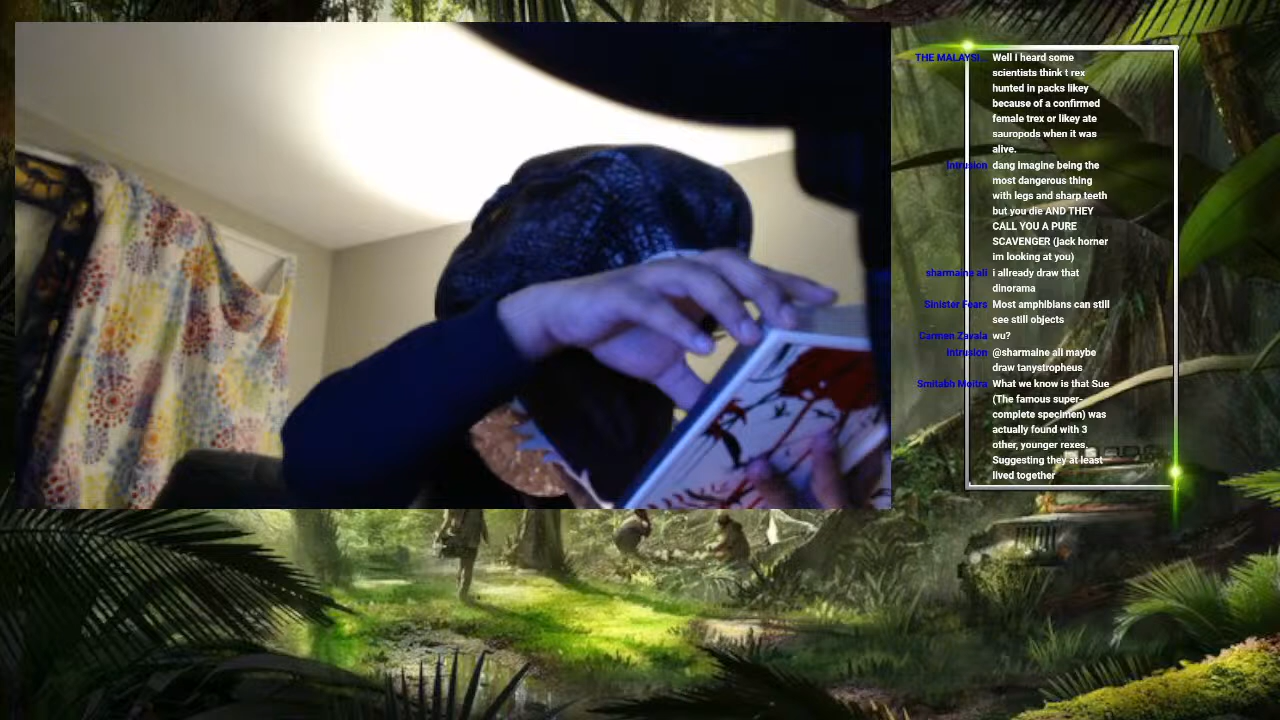 THE MALAYSI... Well i heard some
scientists think t rex
hunted in packs likey
because of a confirmed
female trex or likey ate
sauropods when it was
alive.
Intrusion dang imagine being the
most dangerous thing
with legs and sharp teeth
but you die AND THEY
CALL YOU A PURE
SCAVENGER (jack horner
im looking at you)
sharmaine ali i allready draw that
dinorama
Sinister Fears Most amphibians can still
see still objects
Carmen Zavala wu?
Intrusion @sharmaine ali maybe
draw tanystropheus
Smitabh Moitra What we know is that Sue
(The famous super-
complete specimen) was
actually found with 3
other, younger rexes.
Suggesting they at least
lived together